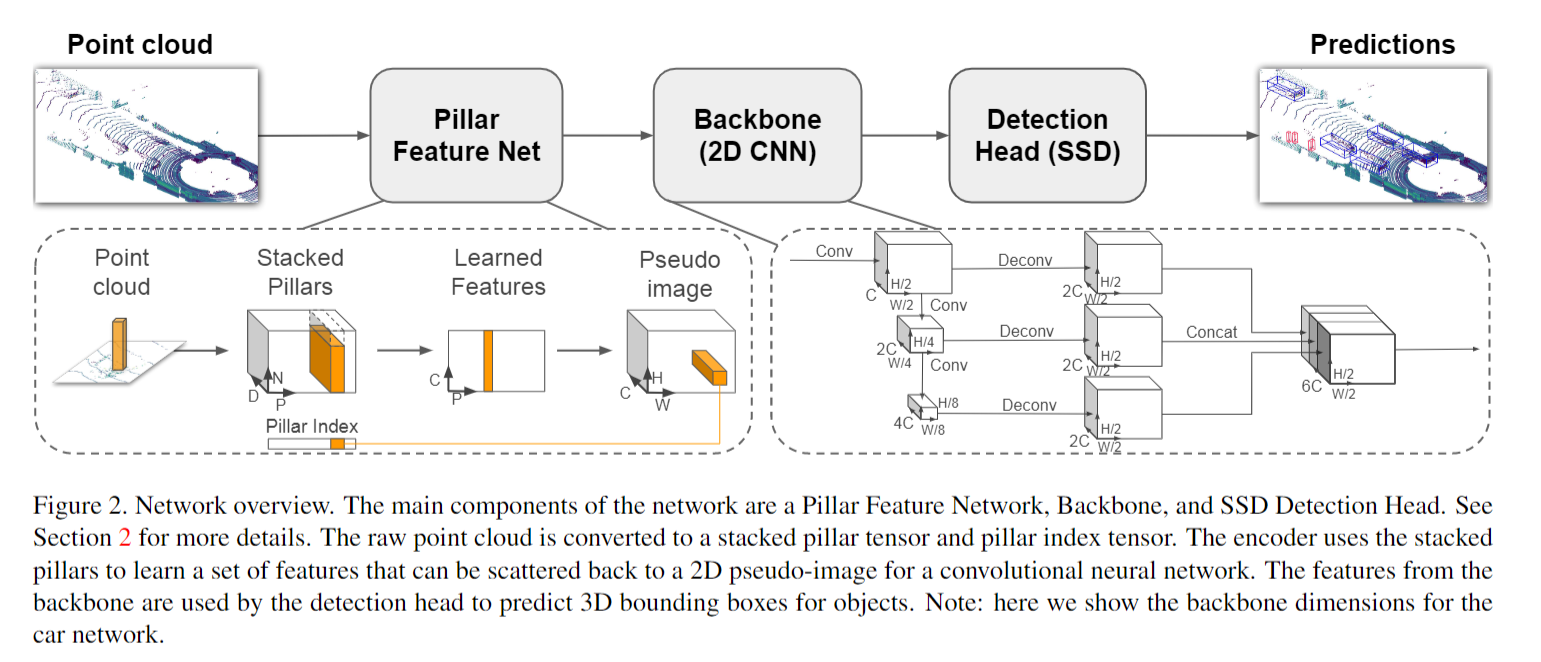 Point cloud
Predictions
Pillar
Feature Net
Backbone
(2D CNN)
Detection
Head (SSD)
Point
cloud
Stacked
Pillars
Learned
Features
Pseudo
image
D
N
P
C
P
C
H
W
Pillar Index
Conv
C
H/2
W/2
Conv
2C
H/4
W/4
Conv
4C
H/8
W/8
Deconv
2C
H/2
W/2
Deconv
2C
H/2
W/2
Deconv
2C
H/2
W/2
Concat
6C
H/2
W/2
Figure 2. Network overview. The main components of the network are a Pillar Feature Network, Backbone, and SSD Detection Head. See
Section 2 for more details. The raw point cloud is converted to a stacked pillar tensor and pillar index tensor. The encoder uses the stacked
pillars to learn a set of features that can be scattered back to a 2D pseudo-image for a convolutional neural network. The features from the
backbone are used by the detection head to predict 3D bounding boxes for objects. Note: here we show the backbone dimensions for the
car network.